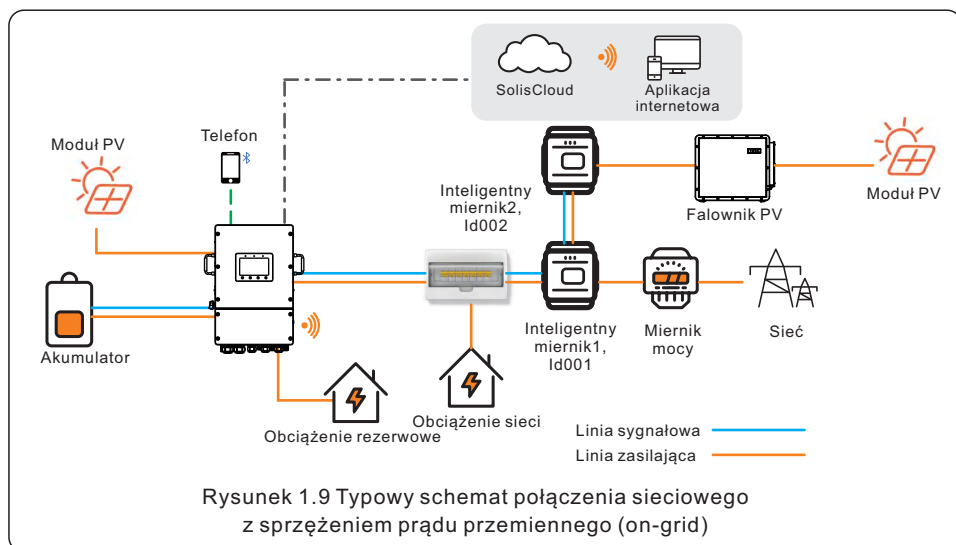 SolisCloud
Aplikacja
internetowa
Moduł PV
Telefon
Inteligentny
miernik2,
Id002
Falownik PV
Moduł PV
Akumulator
Inteligentny
miernik1,
Id001
Miernik
mocy
Sieć
Obciążenie rezerwowe
Obciążenie sieci
Linia sygnałowa
Linia zasilająca
Rysunek 1.9 Typowy schemat połączenia sieciowego
z sprzężeniem prądu przemiennego (on-grid)